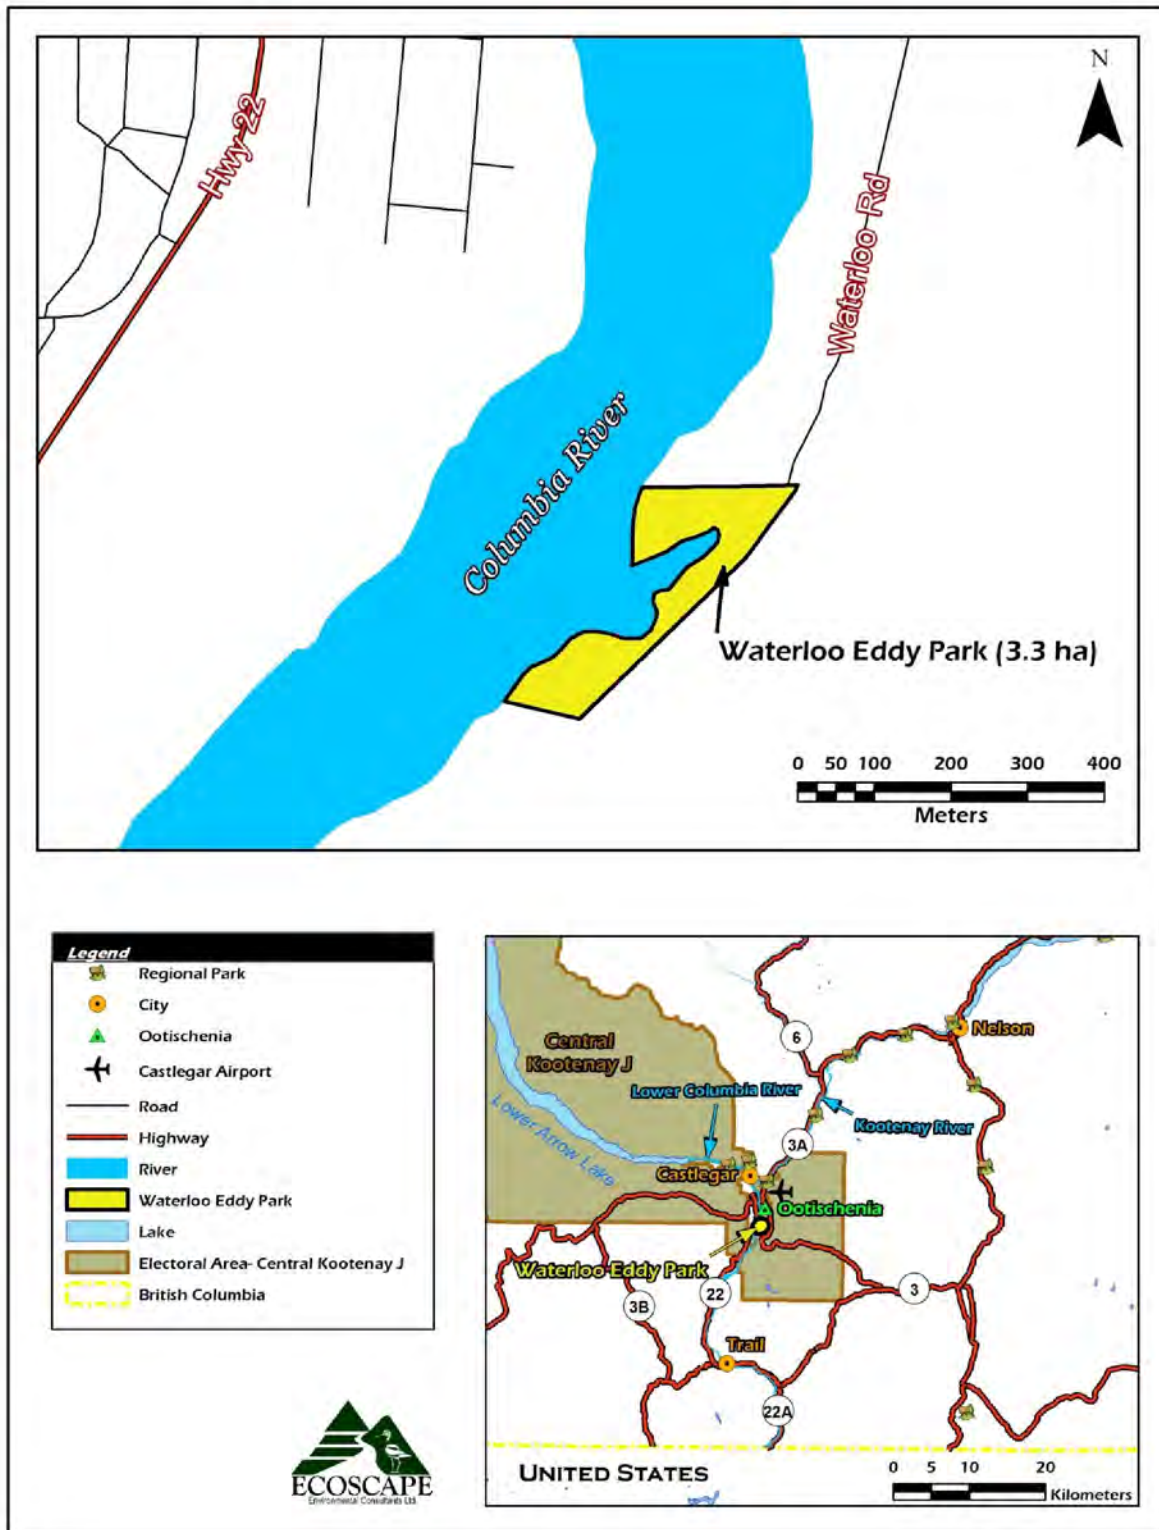 N
Hwy 22
Waterloo Rd
Columbia River
Waterloo Eddy Park (3.3 ha)
0 50 100 200 300 400
Meters
Legend
Regional Park
City
Ootischenia
Castlegar Airport
Road
Highway
River
Waterloo Eddy Park
Lake
Electoral Area- Central Kootenay J
British Columbia
Central
Kootenay J
6
Nelson
Lower Columbia River
Kootenay River
Lower Arrow Lake
3A
Castlegar
Ootischenia
Waterloo Eddy Park
22
3
3B
Trail
22A
UNITED STATES
0 5 10 20
Kilometers
ECOSCAPE
Environmental Consultants Ltd.